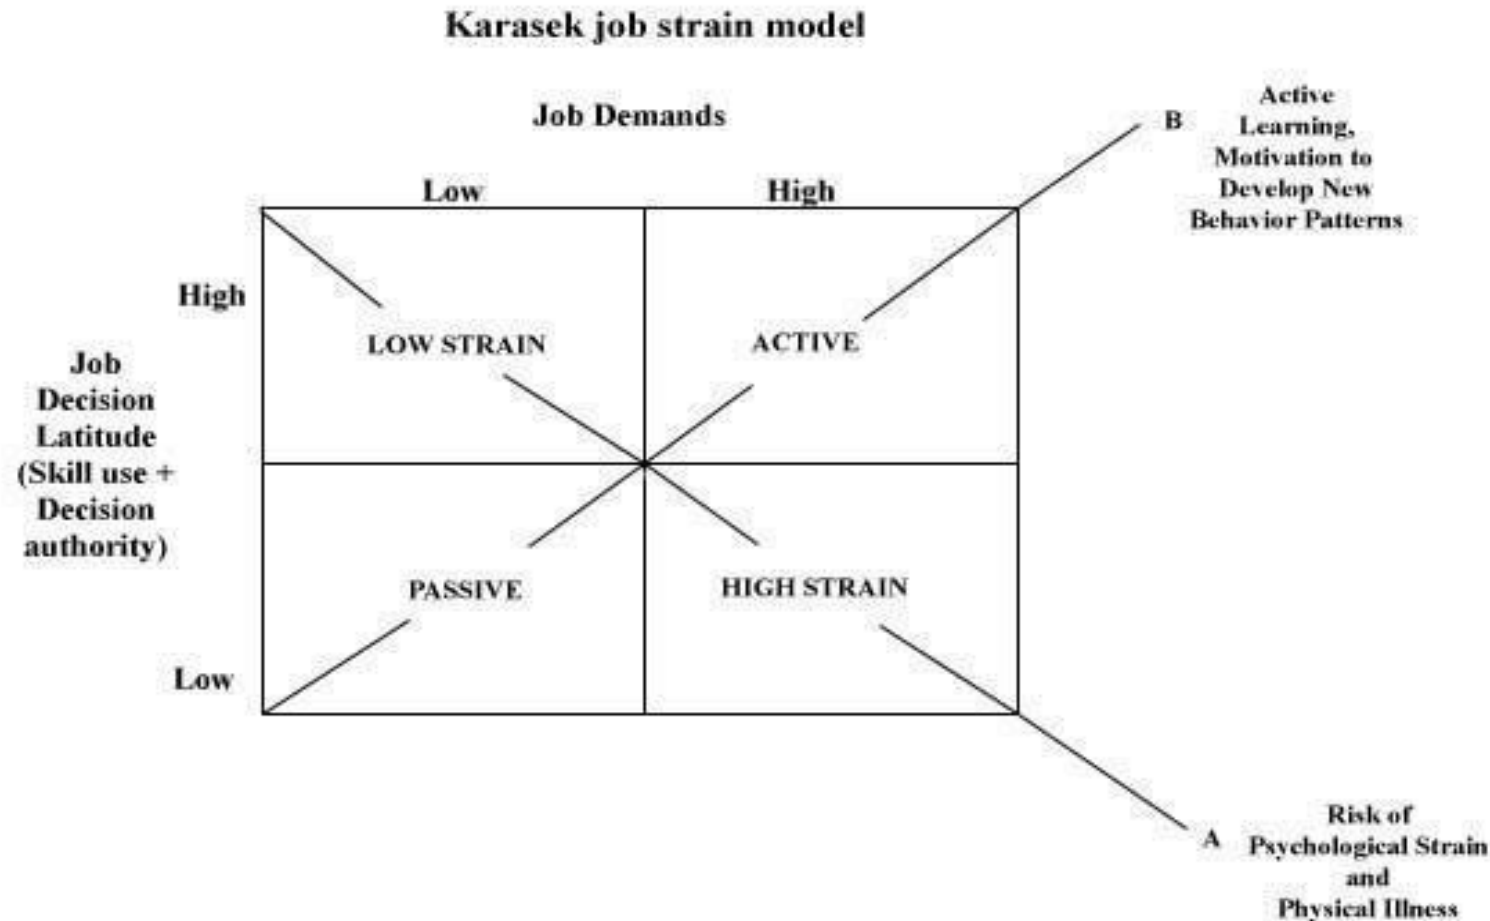 Karasek job strain model
Job Demands
Low
High
B
Active
Learning,
Motivation to
Develop New
Behavior Patterns
High
LOW STRAIN
ACTIVE
Job
Decision
Latitude
(Skill use +
Decision
authority)
PASSIVE
HIGH STRAIN
Low
A
Risk of
Psychological Strain
and
Physical Illness